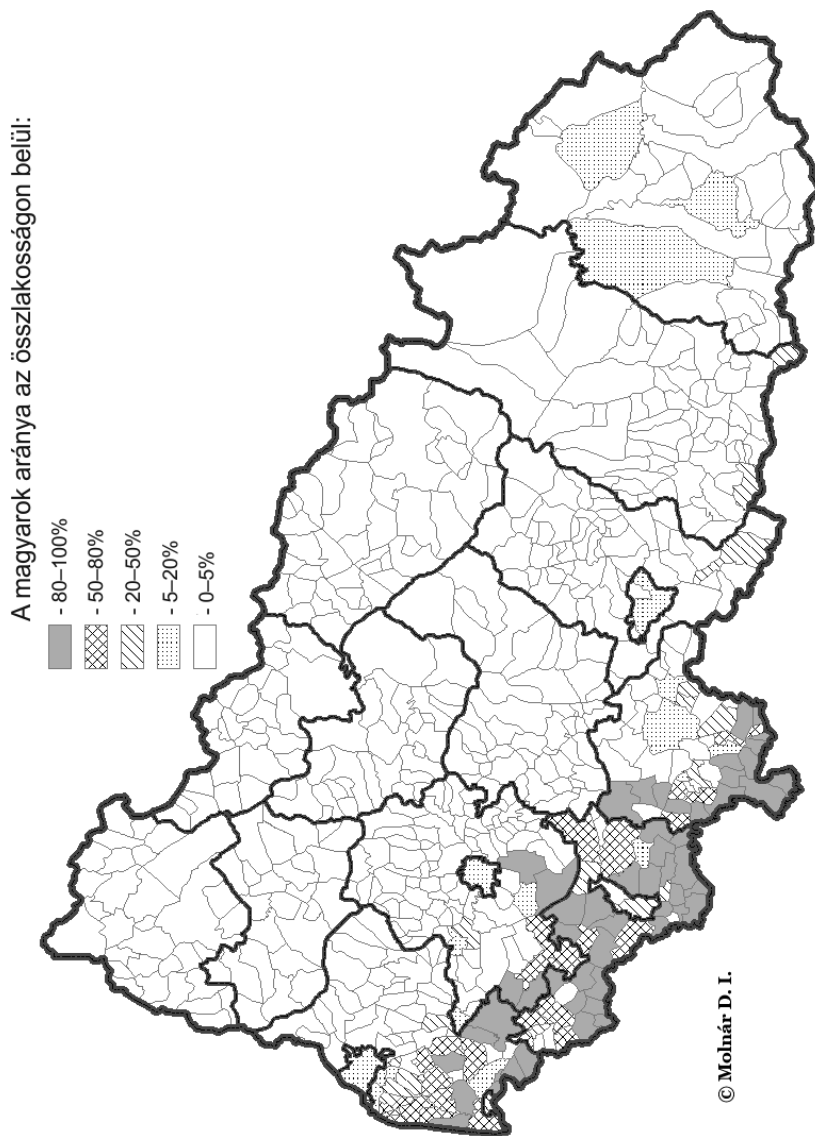 A magyarok aránya az összlakosságon belül:
- 80–100%
- 50–80%
- 20–50%
- 5–20%
- 0–5%
© Molnár D. I.